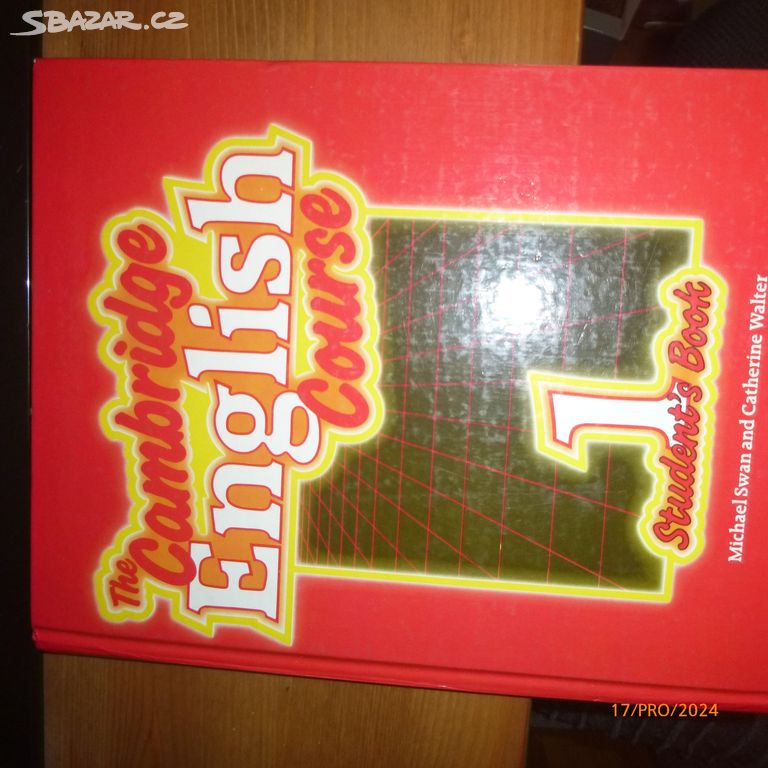 SBAZAR.CZ
The
Cambridge
English
Course
1
Student's Book
Michael Swan and Catherine Walter
17/PRO/2024